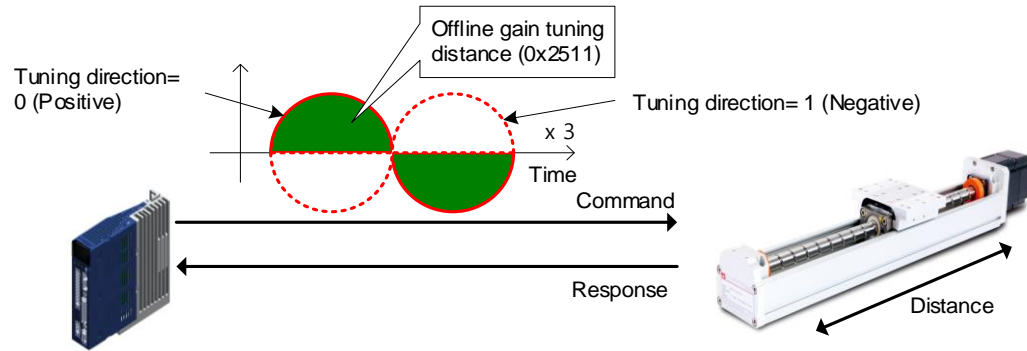 Offline gain tuning
distance (0x2511)
Tuning direction=
0 (Positive)
Tuning direction= 1 (Negative)
x 3
Time
Command
Response
Distance